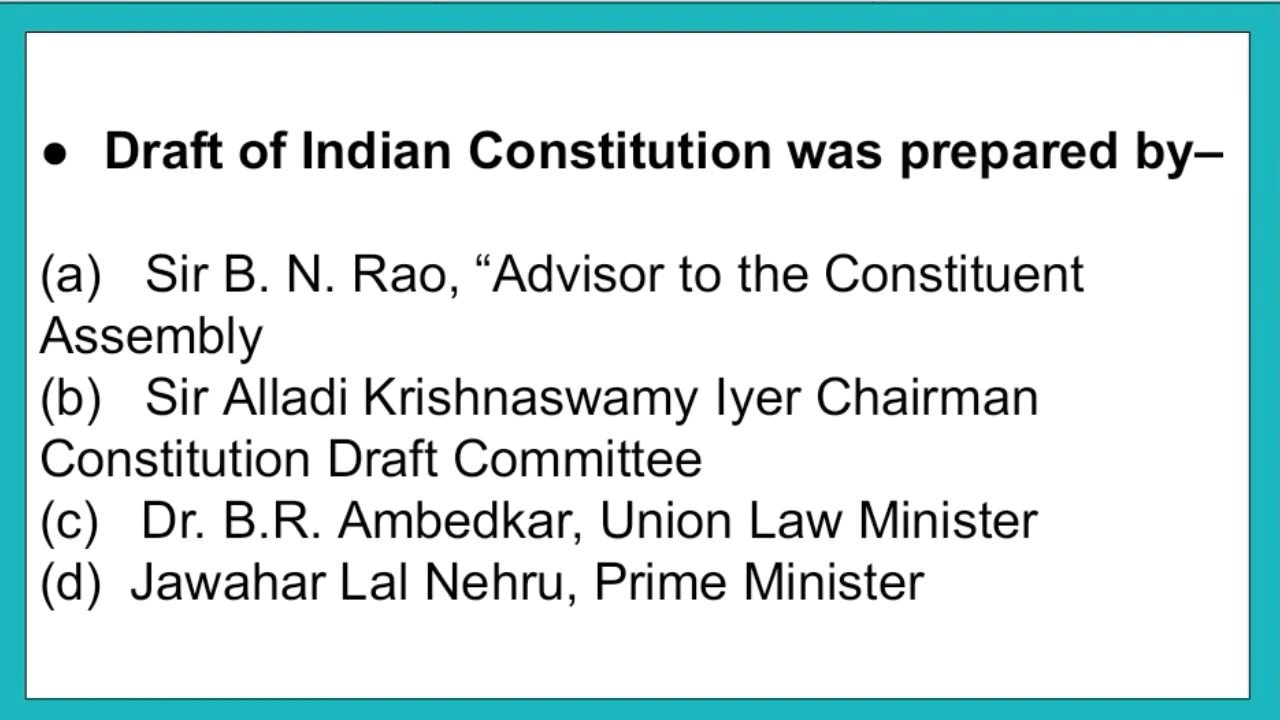 ● Draft of Indian Constitution was prepared by–
(a) Sir B. N. Rao, “Advisor to the Constituent
Assembly
(b) Sir Alladi Krishnaswamy Iyer Chairman
Constitution Draft Committee
(c) Dr. B.R. Ambedkar, Union Law Minister
(d) Jawahar Lal Nehru, Prime Minister